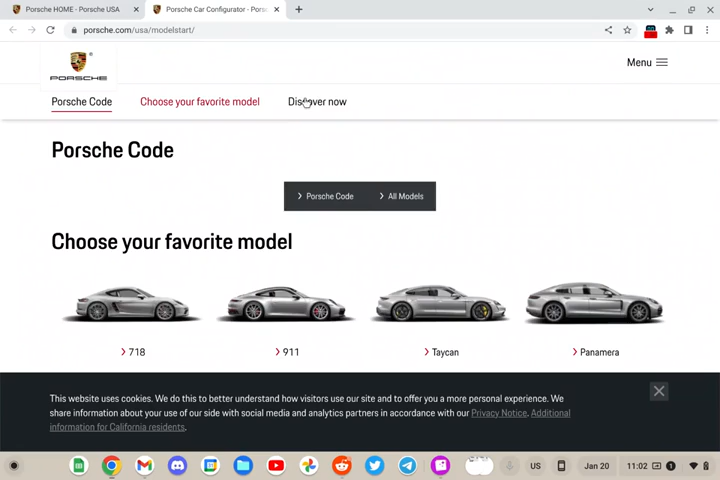 Porsche HOME - Porsche USA
Porsche Car Configurator - Pors
porsche.com/usa/modelstart/
PORSCHE
Menu
Porsche Code
Choose your favorite model
Discover now
Porsche Code
Porsche Code
All Models
Choose your favorite model
718
911
Taycan
Panamera
This website uses cookies. We do this to better understand how visitors use our site and to offer you a more personal experience. We
share information about your use of our side with social media and analytics partners in accordance with our Privacy Notice. Additional
information for California residents.
US
Jan 20
11:02